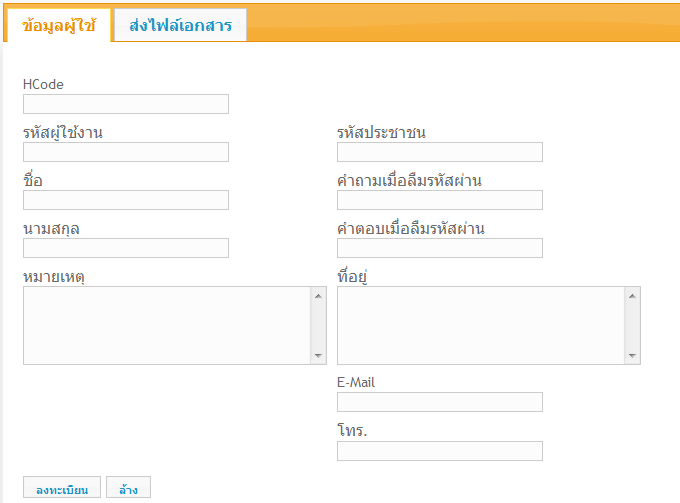 ข้อมูลผู้ใช้ ส่งไฟล์เอกสาร
HCode
รหัสผู้ใช้งาน รหัสประชาชน
ชื่อ คำถามเมื่อลืมรหัสผ่าน
นามสกุล คำตอบเมื่อลืมรหัสผ่าน
หมายเหตุ ที่อยู่
E-Mail
โทร.
ลงทะเบียน ล้าง